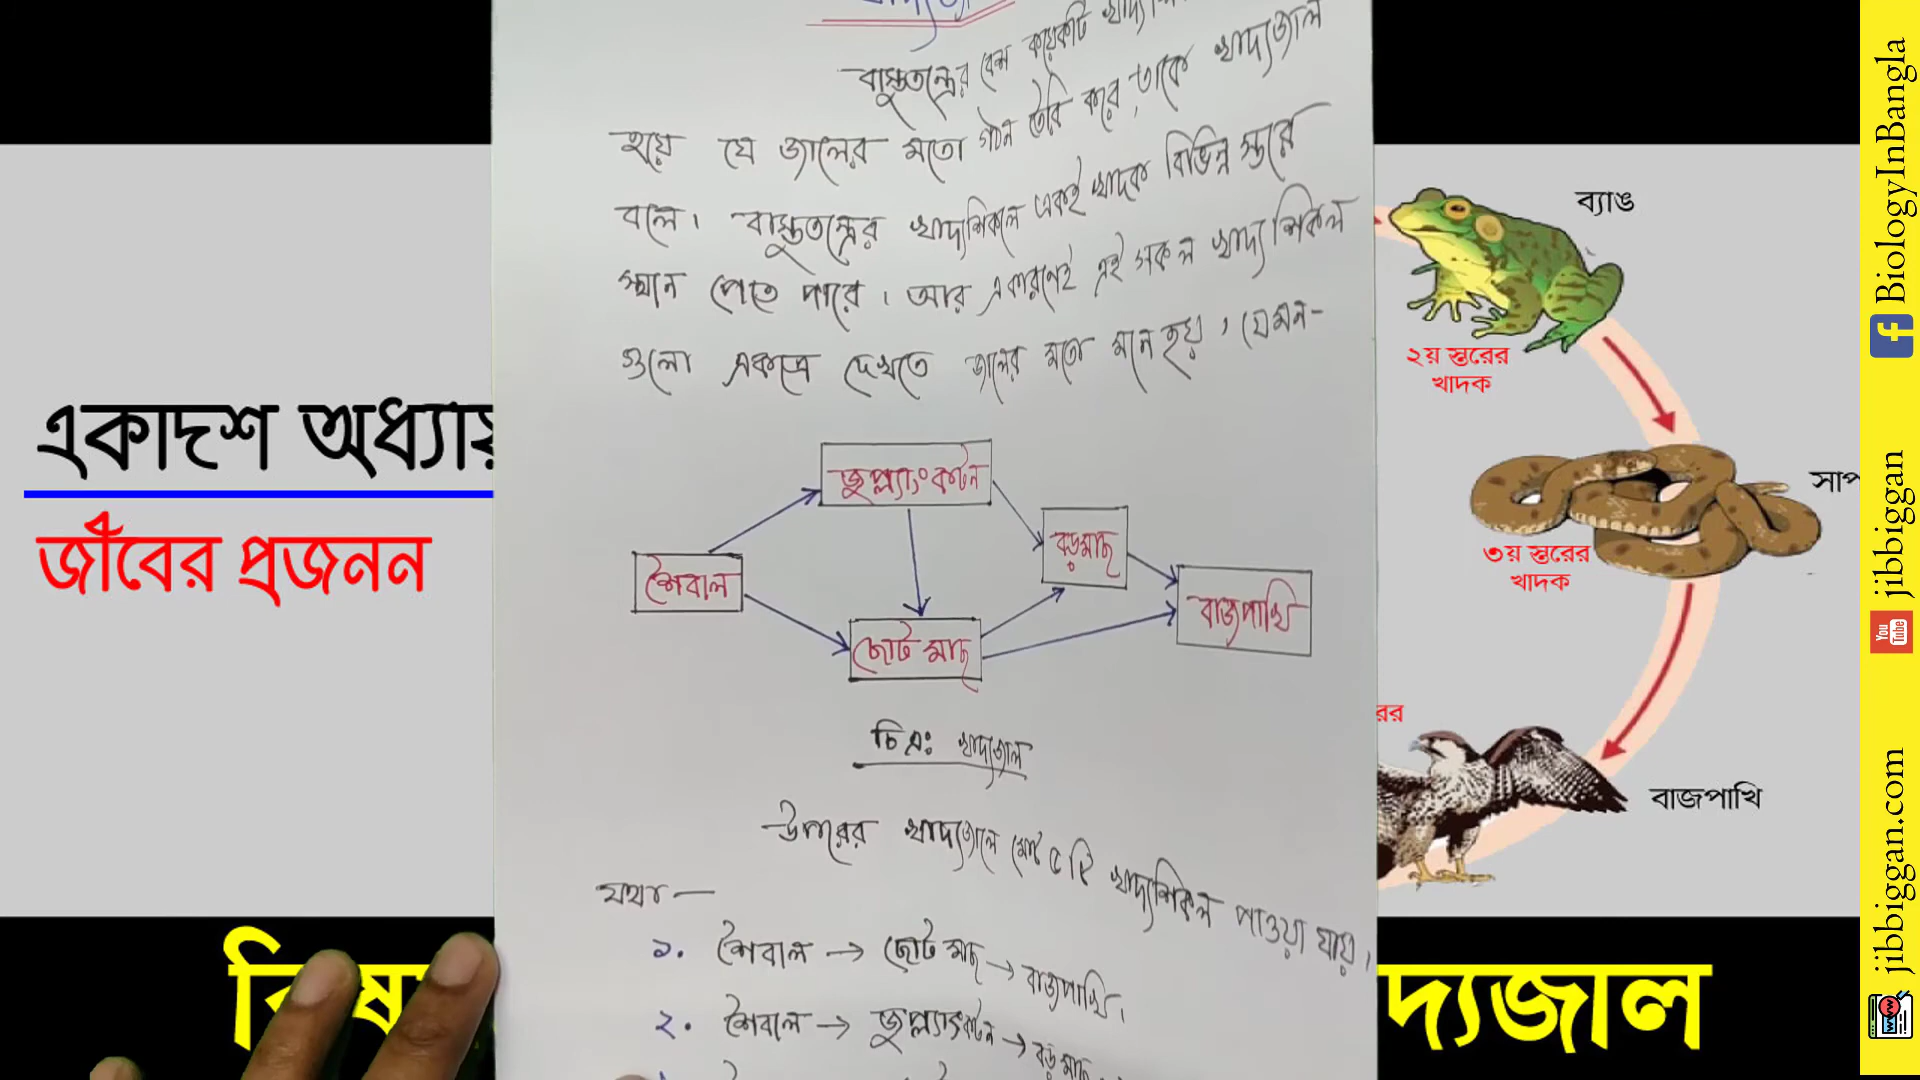 বাস্তুতন্ত্রের বেশ কয়েকটি
হয়ে যে জালের মতো গঠন তৈরি করে, তাকে খাদ্যজাল
বলে। বাস্তুতন্ত্রের খাদ্যশিকলে একই খাদক বিভিন্ন স্তরে
স্থান পেতে পারে। আর একারণেই এই সকল খাদ্য শিকল
গুলো একত্রে দেখতে জালের মতো মনে হয়, যেমন-
জুপ্ল্যাংকটন
বড়মাছ
শৈবাল
বাজপাখি
ছোট মাছ
চিত্র: খাদ্যজাল
উপরের খাদ্যজালে মোট ৫টি খাদ্যশিকল পাওয়া যায়।
যথা—
১. শৈবাল → ছোট মাছ → বাজপাখি।
২. শৈবাল → জুপ্ল্যাংকটন → বড় মাছ
একাদশ অধ্যায়
জীবের প্রজনন
ব্যাঙ
২য় স্তরের
খাদক
সাপ
৩য় স্তরের
খাদক
রের
বাজপাখি
বিষ
দ্যজাল
BiologyInBangla
jibbiggan
You Tube
jibbiggan.com